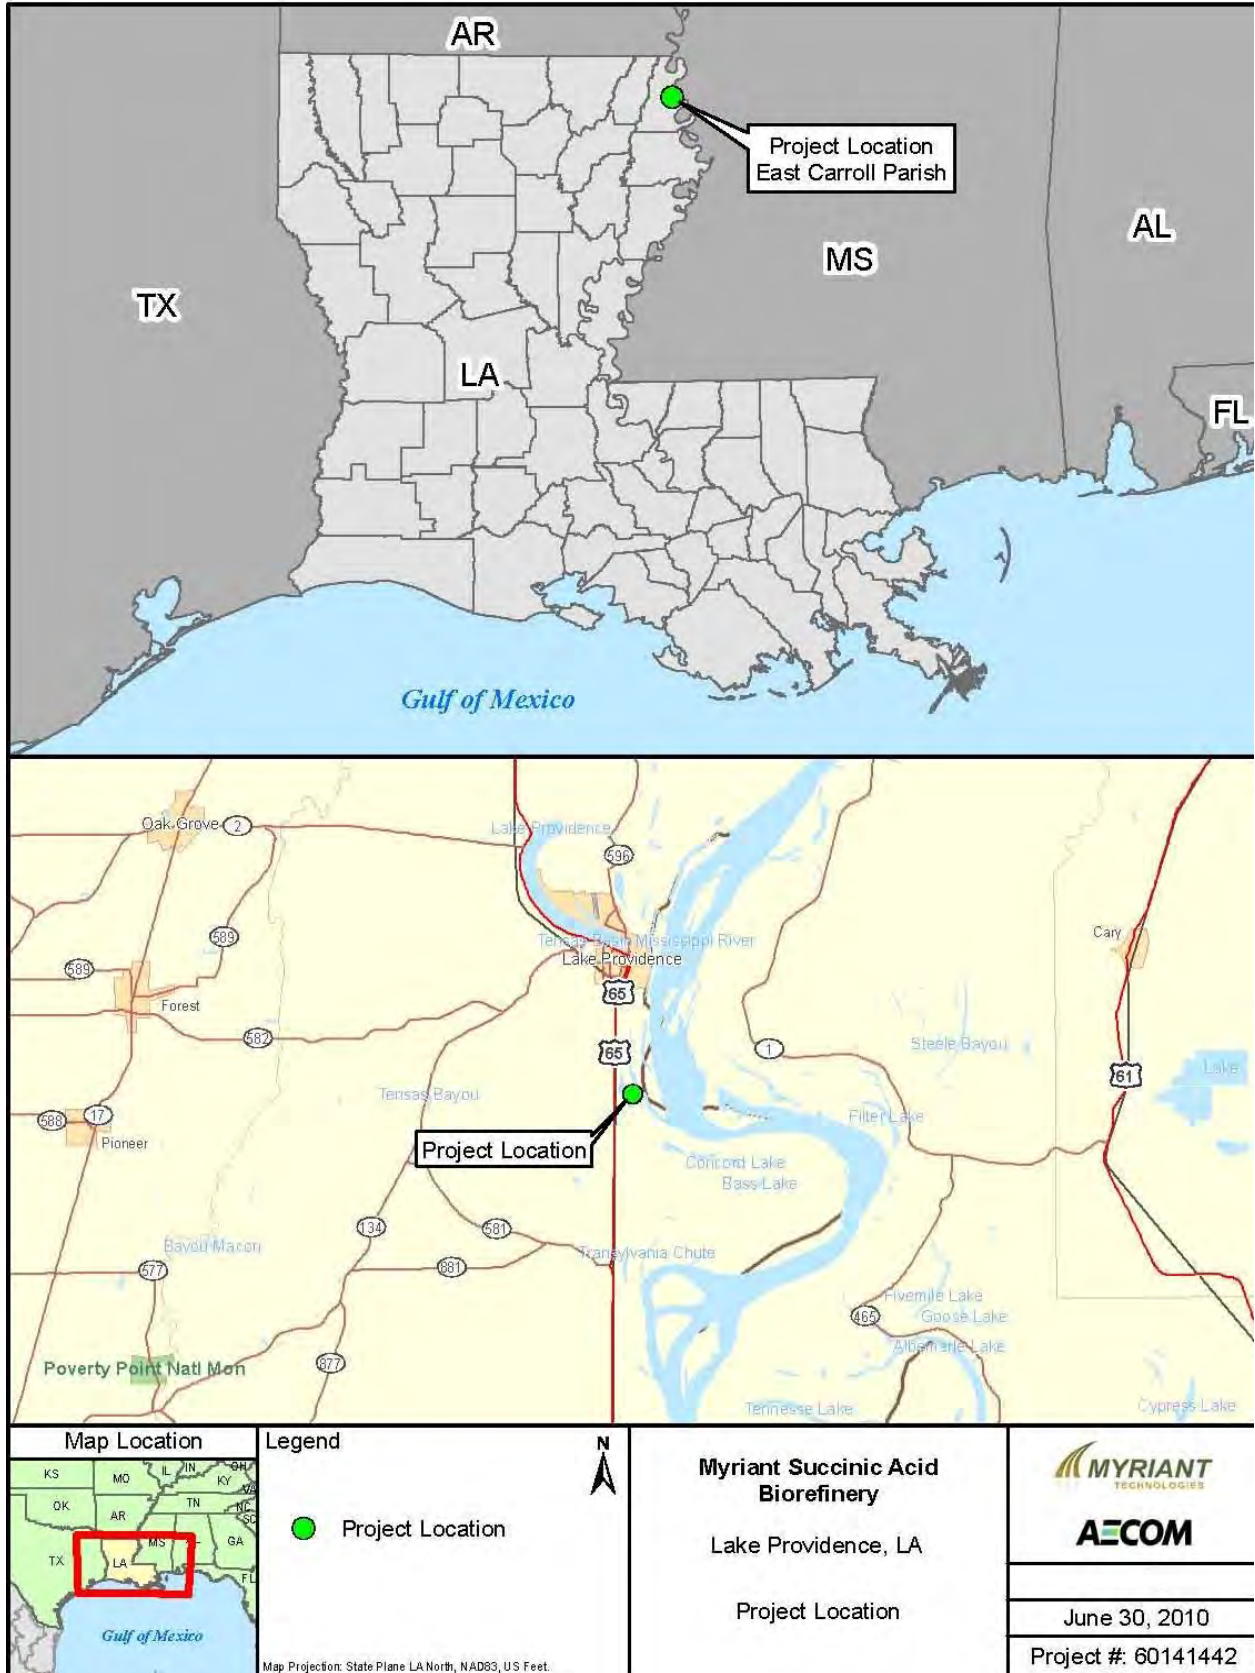 AR
Project Location
East Carroll Parish
AL
MS
TX
LA
FL
Gulf of Mexico
Oak Grove
2
Lake Providence
596
589
Cary
Tensas Basin Mississippi River
Lake Providence
589
65
Forest
582
65
1
Steele Bayou
61
Lake
Tensas Bayou
588
17
Filter Lake
Pioneer
Project Location
Concord Lake
Bass Lake
134
581
Bayou Macon
Transylvania Chute
577
881
Fivemile Lake
465
Goose Lake
Albemarle Lake
877
Poverty Point Natl Mon
Tennesse Lake
Cypress Lake
Map Location
KS
MO
IL
IN
OH
KY
VA
OK
TN
NC
AR
SC
MS
GA
TX
LA
FL
Gulf of Mexico
Legend
N
Project Location
Map Projection: State Plane LA North, NAD83, US Feet.
Myriant Succinic Acid
Biorefinery
Lake Providence, LA
Project Location
MYRIANT
TECHNOLOGIES
AECOM
June 30, 2010
Project #: 60141442